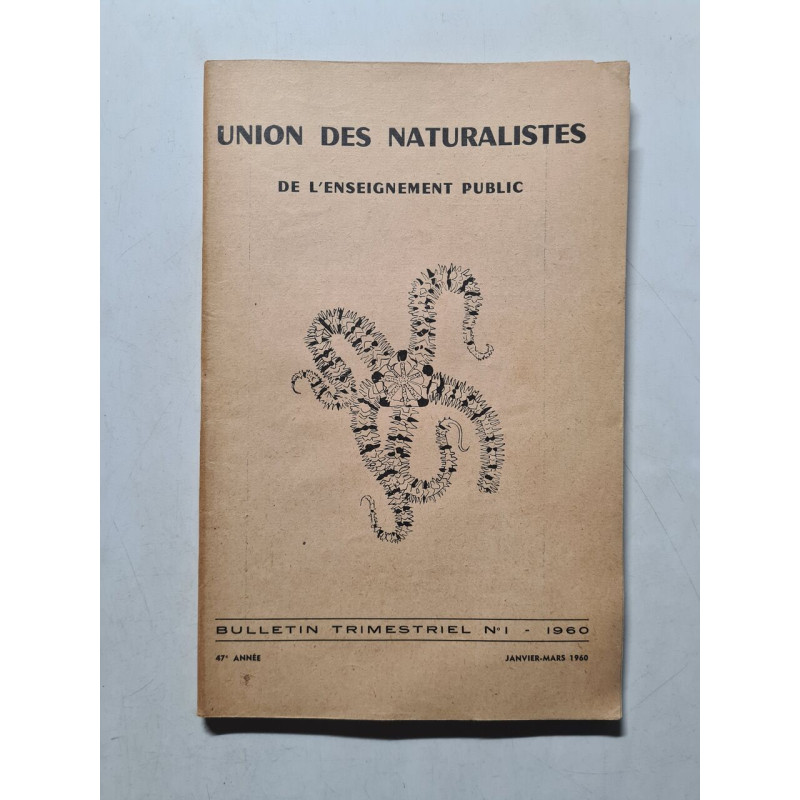 UNION DES NATURALISTES
DE L'ENSEIGNEMENT PUBLIC
BULLETIN TRIMESTRIEL N°1 - 1960
47e ANNÉE JANVIER-MARS 1960